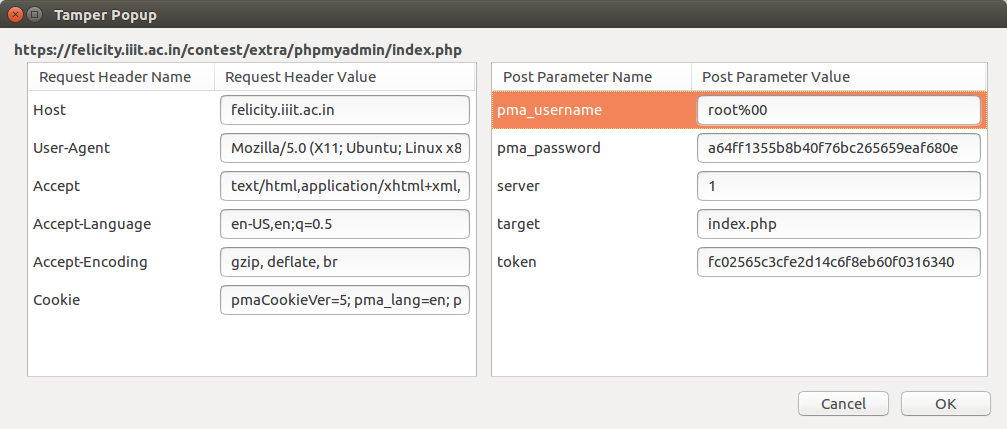 Tamper Popup
https://felicity.iiit.ac.in/contest/extra/phpmyadmin/index.php
Request Header Name Request Header Value Post Parameter Name Post Parameter Value
Host felicity.iiit.ac.in pma_username root%00
User-Agent Mozilla/5.0 (X11; Ubuntu; Linux x8 pma_password a64ff1355b8b40f76bc265659eaf680e
Accept text/html,application/xhtml+xml, server 1
Accept-Language en-US,en;q=0.5 target index.php
Accept-Encoding gzip, deflate, br token fc02565c3cfe2d14c6f8eb60f0316340
Cookie pmaCookieVer=5; pma_lang=en; p
Cancel OK